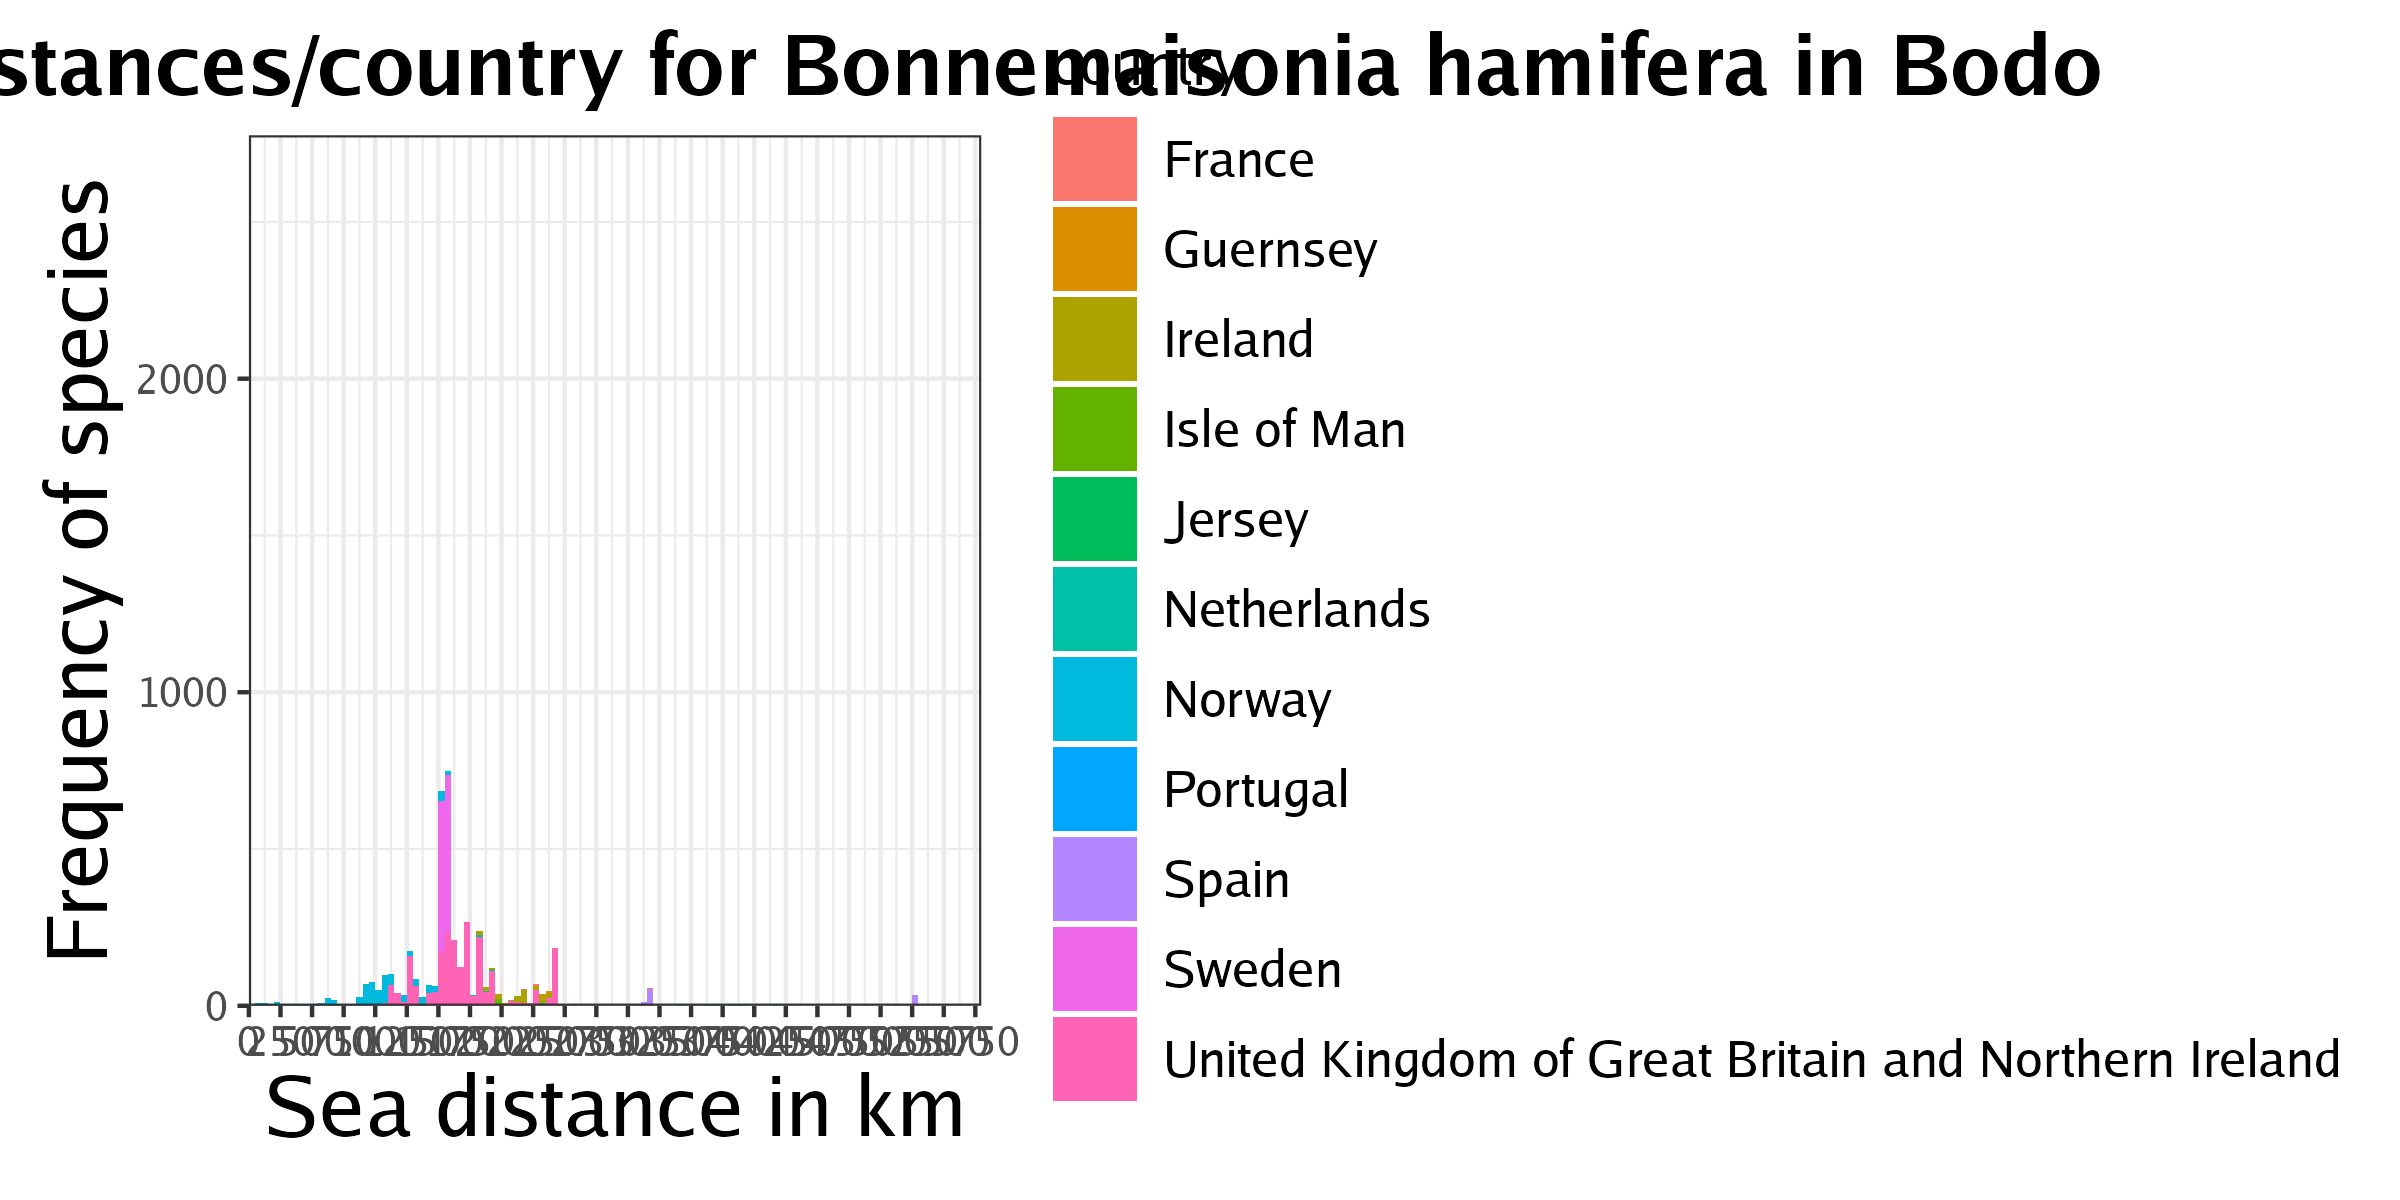 stances/country for Bonnemaisonia hamifera in Bodo
country
France
Guernsey
Ireland
Isle of Man
Jersey
Netherlands
Norway
Portugal
Spain
Sweden
United Kingdom of Great Britain and Northern Ireland
Frequency of species
2000
1000
0
Sea distance in km